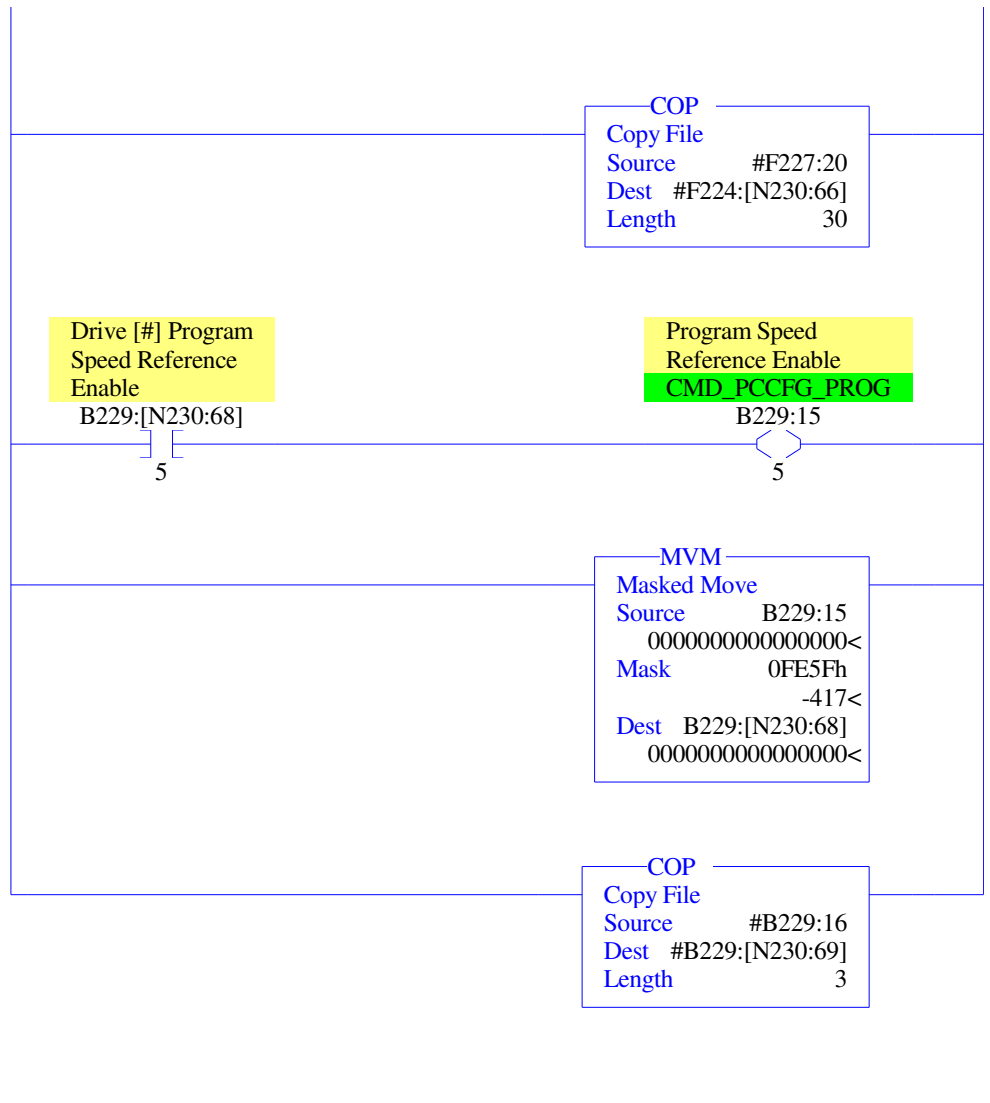 COP
Copy File
Source #F227:20
Dest #F224:[N230:66]
Length 30
Drive [#] Program
Speed Reference
Enable
B229:[N230:68]
5
Program Speed
Reference Enable
CMD_PCCFG_PROG
B229:15
5
MVM
Masked Move
Source B229:15
0000000000000000<
Mask 0FE5Fh
-417<
Dest B229:[N230:68]
0000000000000000<
COP
Copy File
Source #B229:16
Dest #B229:[N230:69]
Length 3